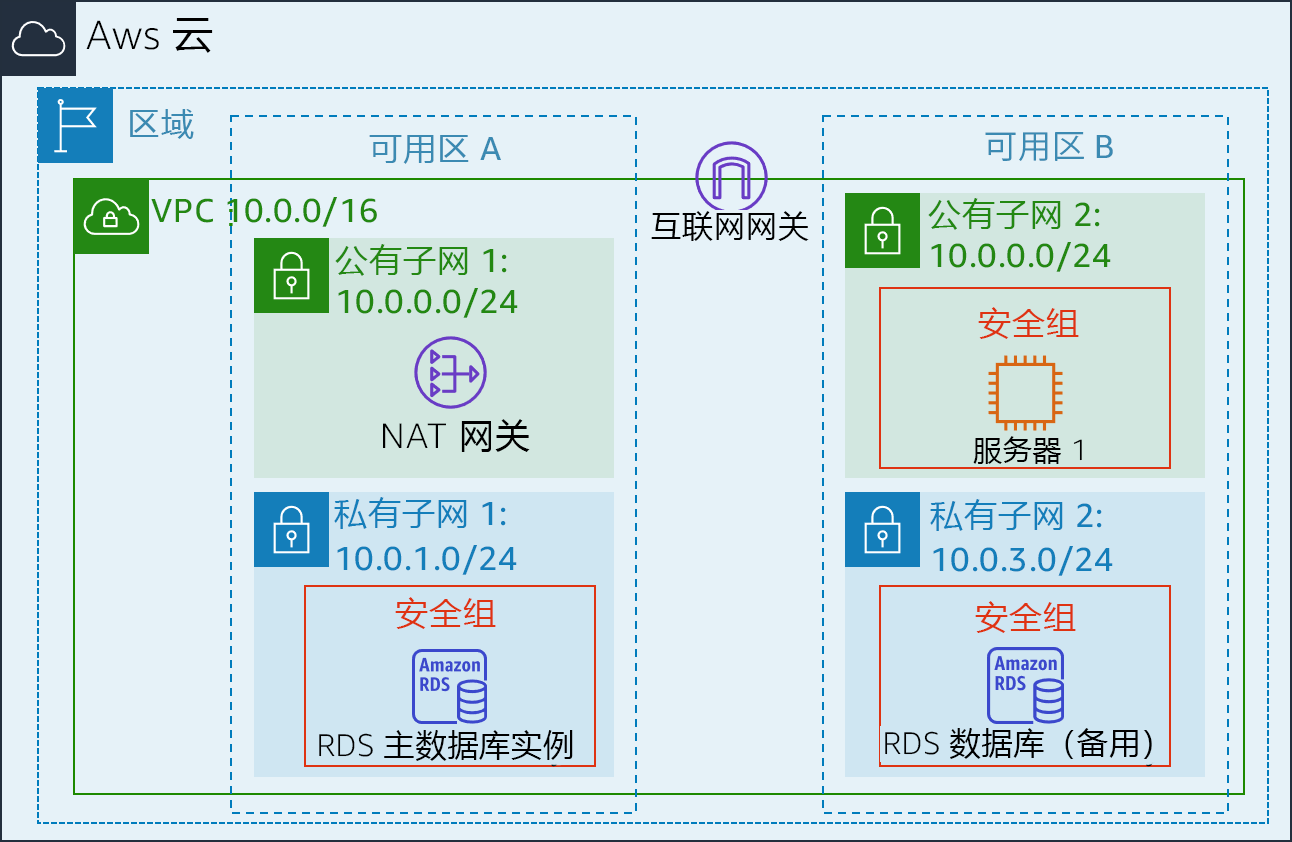 Aws 云
区域
可用区 A
可用区 B
VPC 10.0.0/16
互联网网关
公有子网 1:
10.0.0.0/24
NAT 网关
公有子网 2:
10.0.0.0/24
安全组
服务器 1
私有子网 1:
10.0.1.0/24
安全组
Amazon
RDS
RDS 主数据库实例
私有子网 2:
10.0.3.0/24
安全组
Amazon
RDS
RDS 数据库（备用）